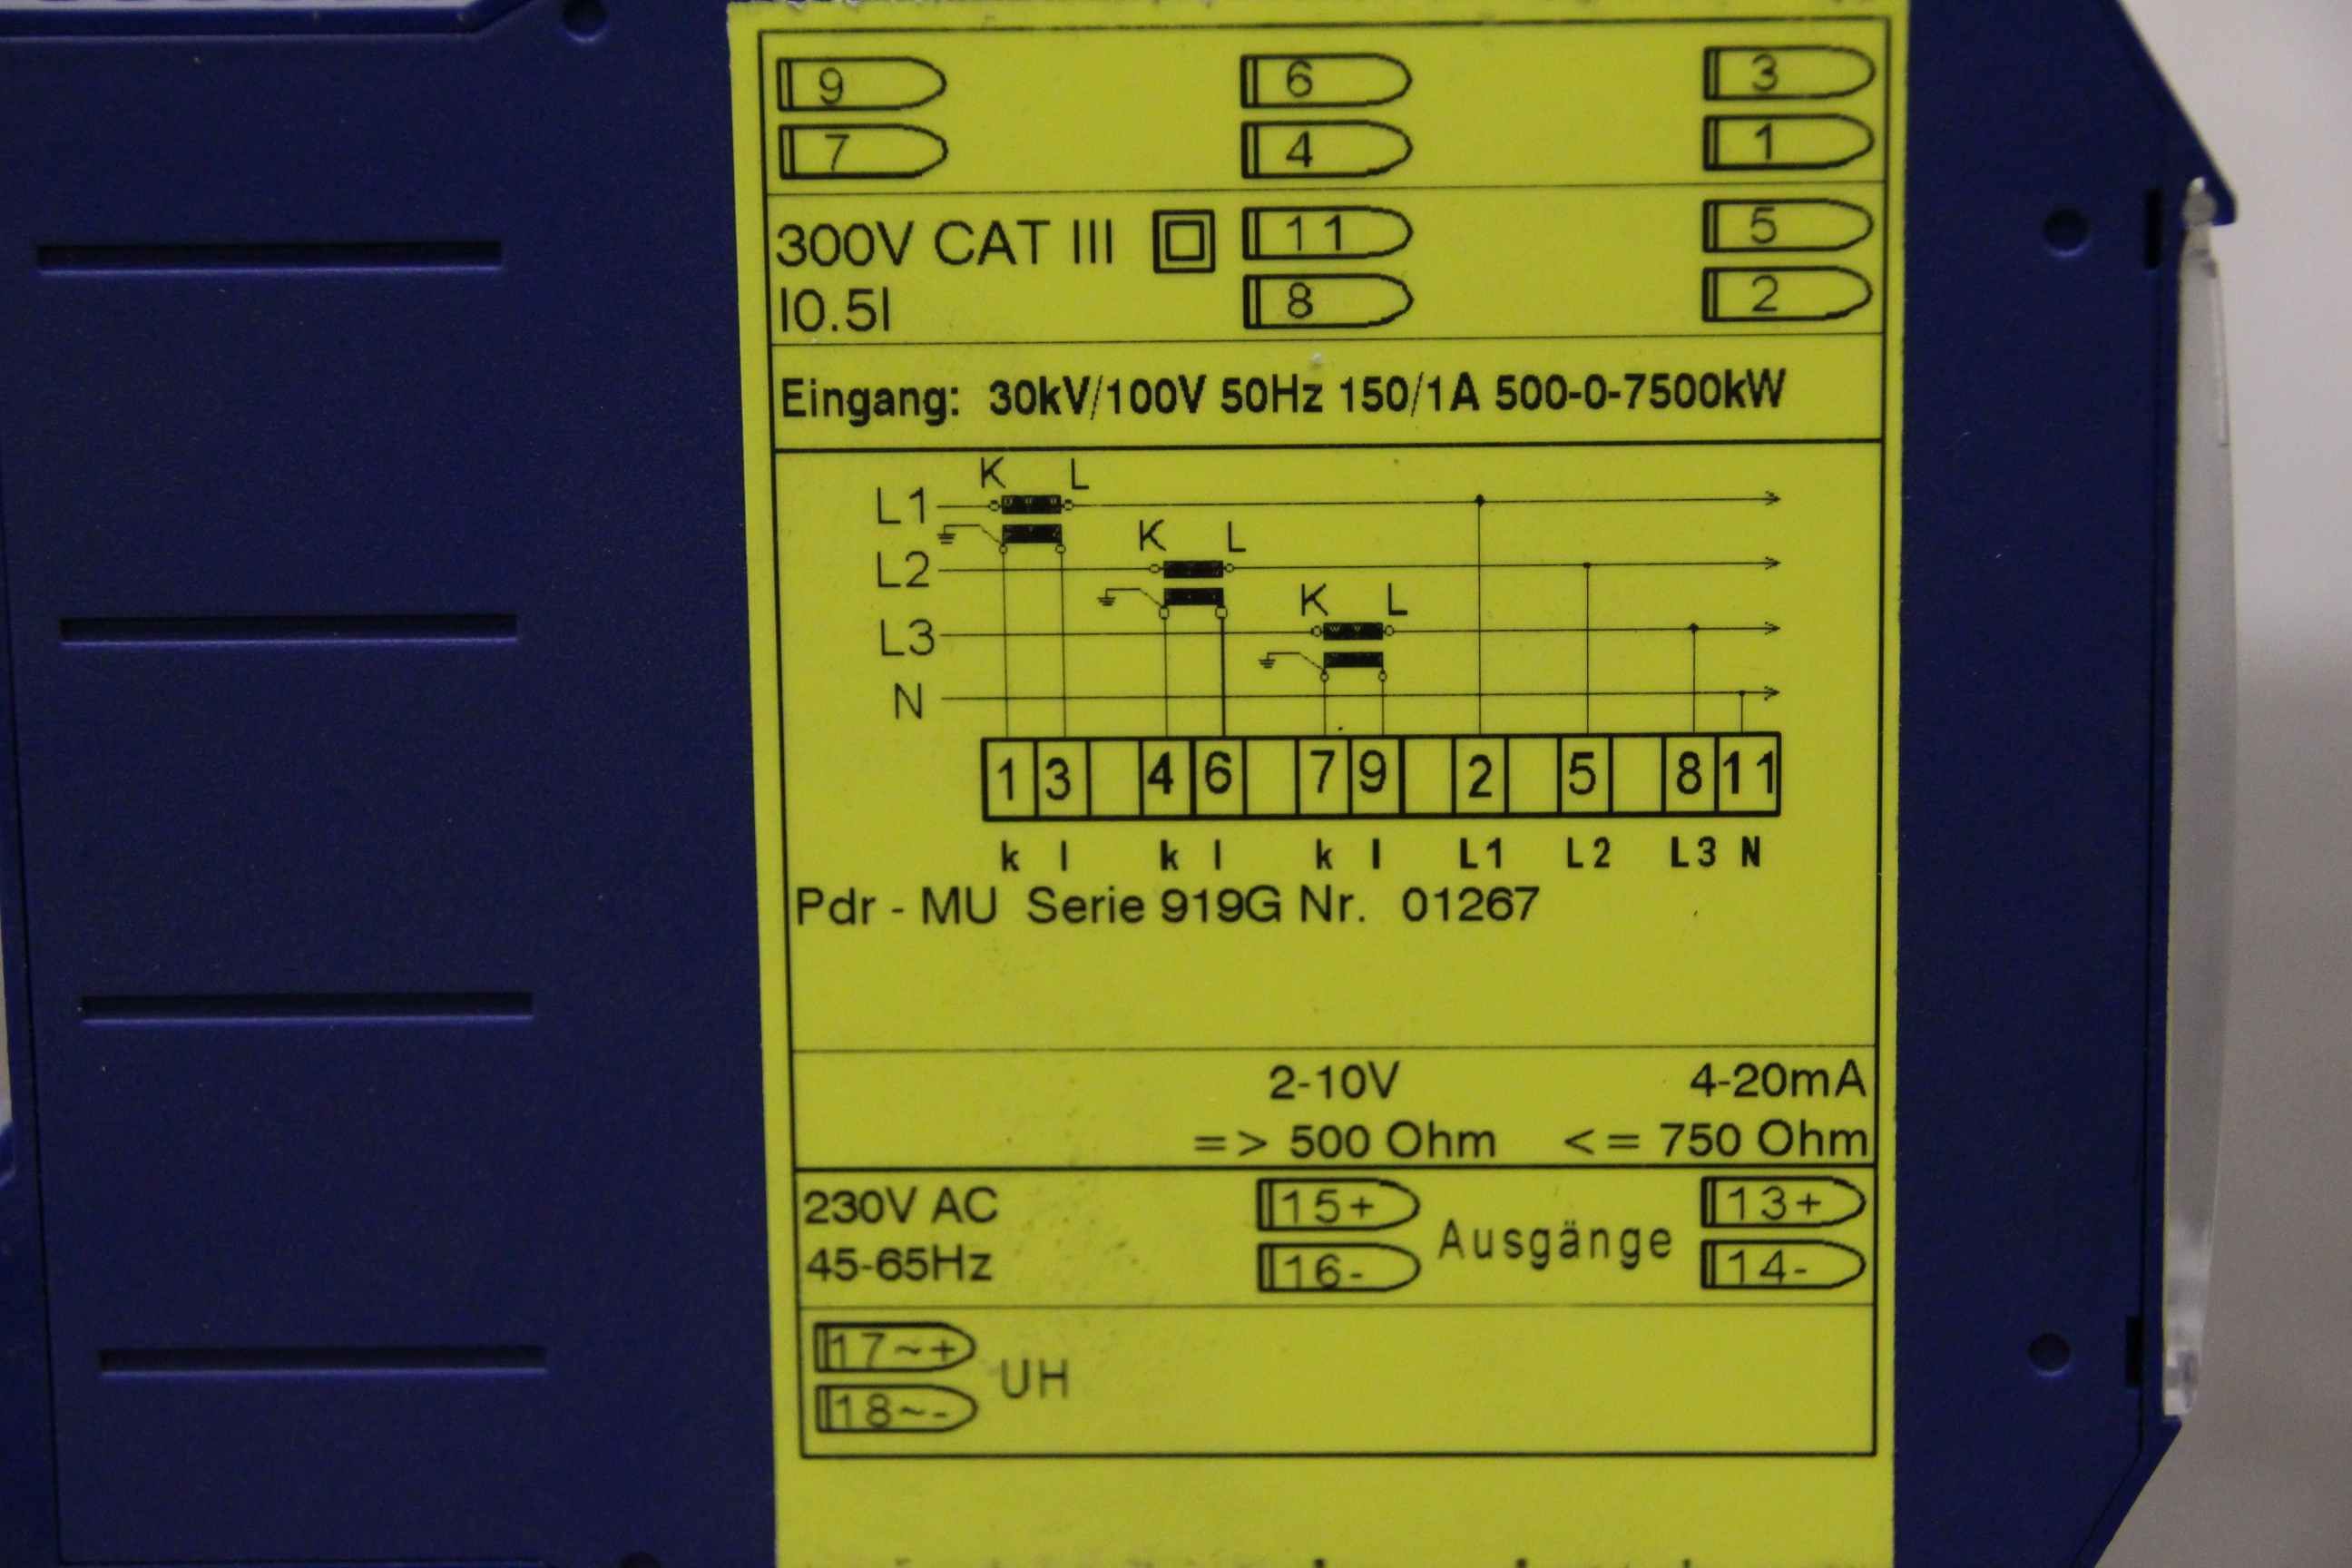 9 6 3
7 4 1
300V CAT III 11 5
I0.5I 8 2
Eingang: 30kV/100V 50Hz 150/1A 500-0-7500kW
K L
L1
K L
L2
K L
L3
N
1 3 4 6 7 9 2 5 8 11
k l k l k l L1 L2 L3 N
Pdr - MU Serie 919G Nr. 01267
2-10V 4-20mA
=> 500 Ohm <= 750 Ohm
230V AC 15+ Ausgänge 13+
45-65Hz 16- 14-
17~+ UH
18~-